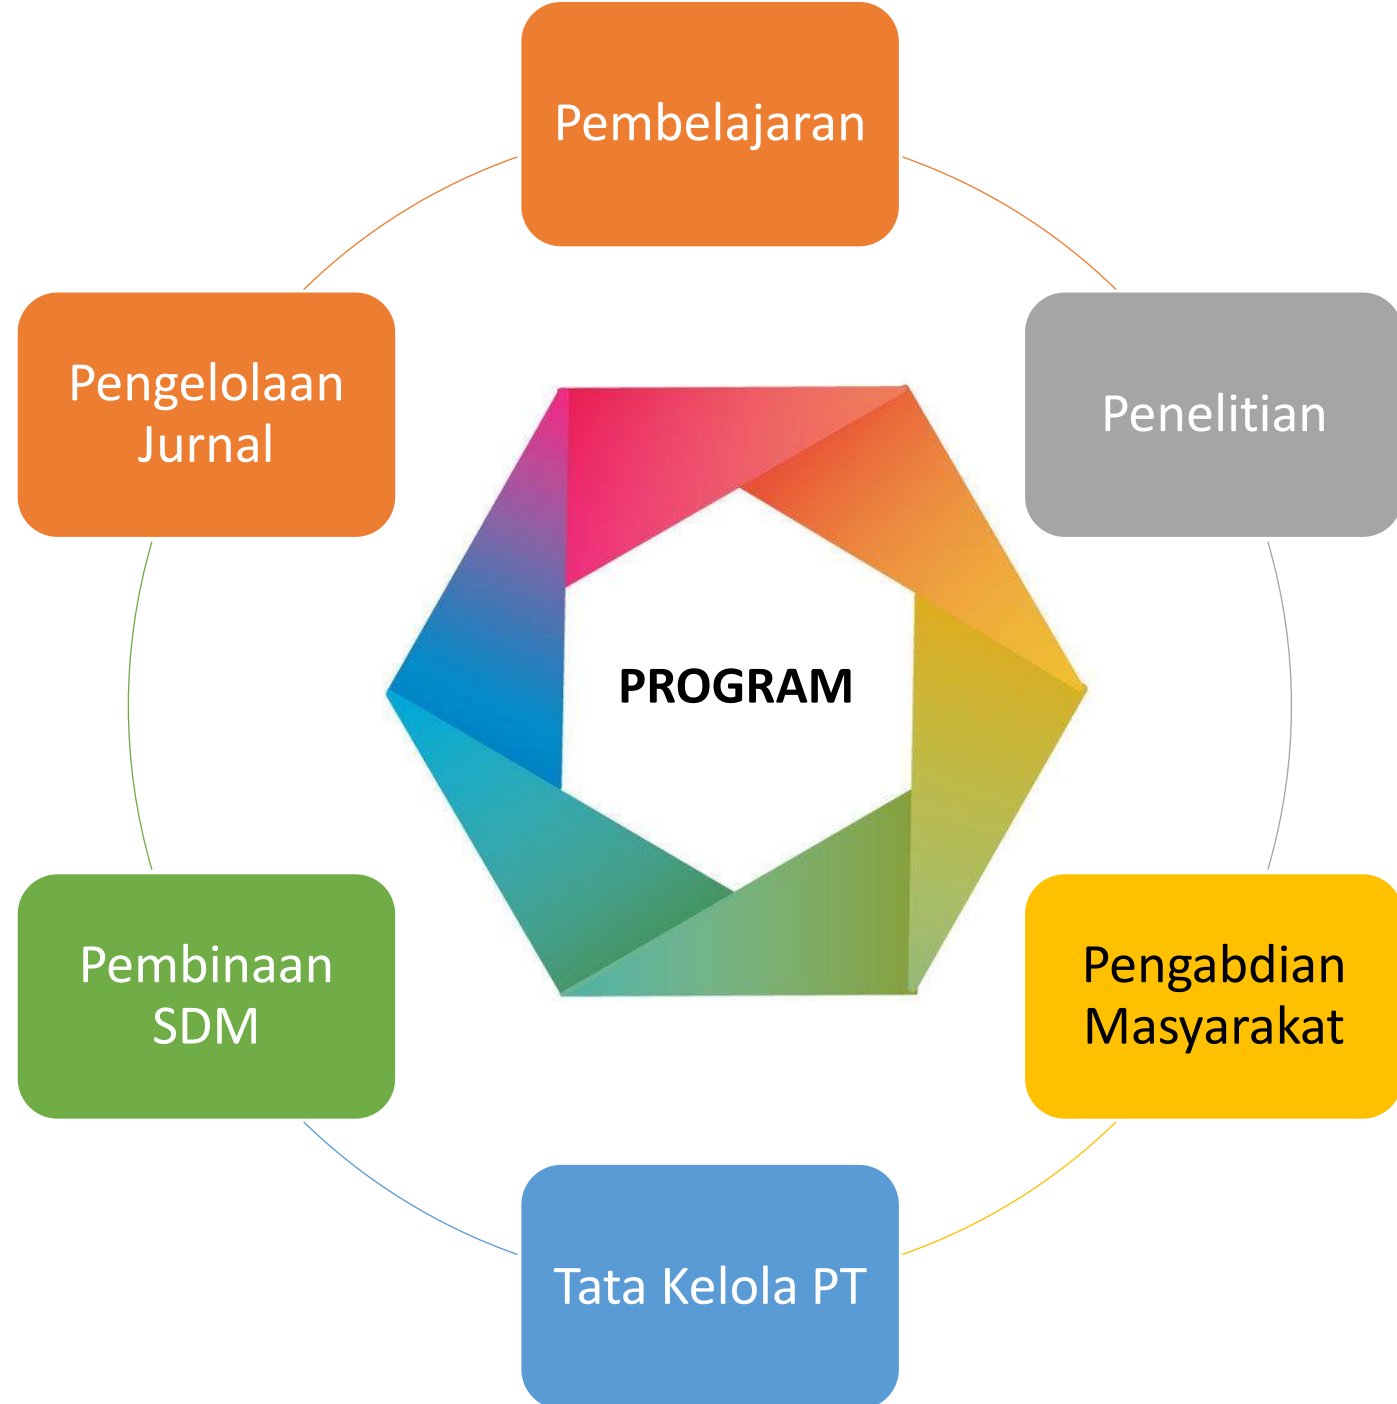 Pembelajaran
Penelitian
Pengabdian
Masyarakat
Tata Kelola PT
Pembinaan
SDM
Pengelolaan
Jurnal
PROGRAM